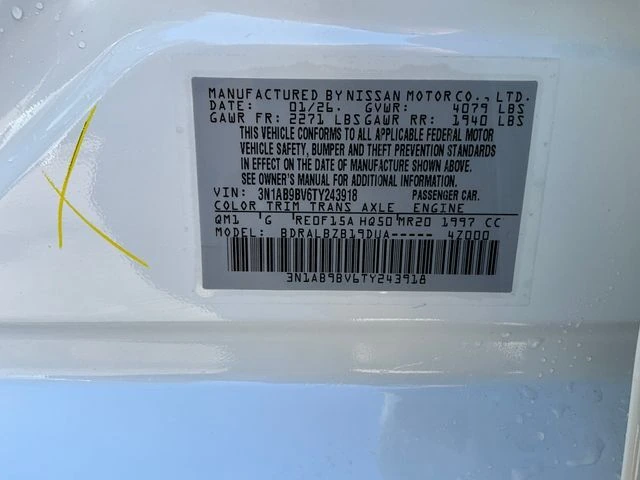 MANUFACTURED BY NISSAN MOTOR CO., LTD.
DATE: 01/26. GVWR: 4079 LBS
GAWR FR: 2271 LBS GAWR RR: 1940 LBS
THIS VEHICLE CONFORMS TO ALL APPLICABLE FEDERAL MOTOR
VEHICLE SAFETY, BUMPER AND THEFT PREVENTION STANDARDS
IN EFFECT ON THE DATE OF MANUFACTURE SHOWN ABOVE.
SEE OWNER'S MANUAL FOR ADDITIONAL INFORMATION
VIN: 3N1AB9BV6TY243918 PASSENGER CAR.
COLOR TRIM TRANS AXLE ENGINE
QM1 G RE0F15A HQ50 MR20 1997 CC
MODEL: BDRALBZB19DUA----- 47000
3N1AB9BV6TY243918